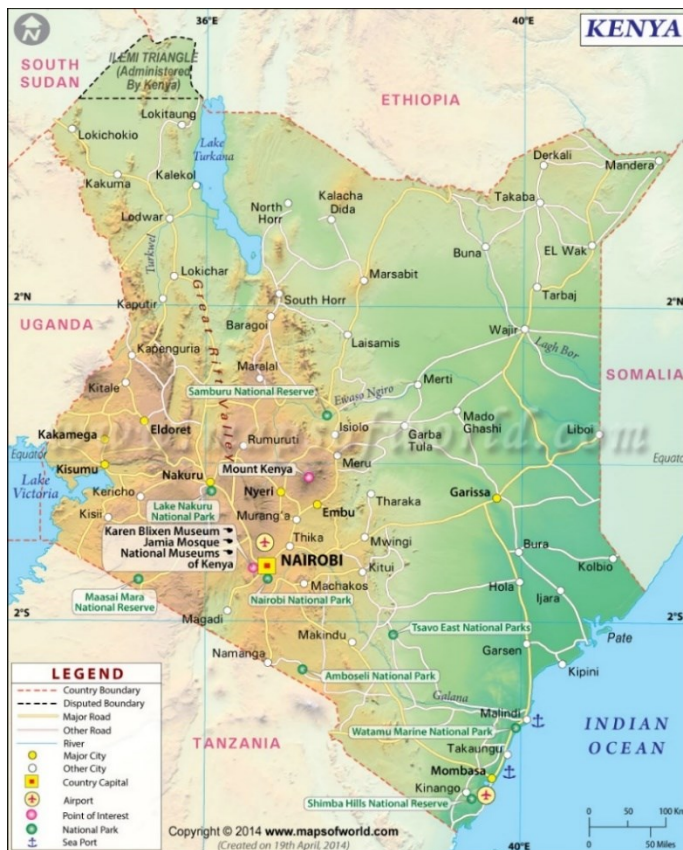 KENYA
N
36°E
40°E
SOUTH
SUDAN
ILEMI TRIANGLE
(Administered
By Kenya)
ETHIOPIA
Lokitaung
Lokichokio
Lake
Turkana
Derkali
Mandera
Kakuma
Kalekol
Takaba
North
Horr
Kalacha
Dida
Lodwar
Turkwel
Buna
EL Wak
Lokichar
Marsabit
Tarbaj
South Horr
2°N
2°N
Kaputir
Great Rift Valley
Baragoi
UGANDA
Laisamis
Wajir
Lagh Bor
Kapenguria
Maralal
SOMALIA
Kitale
Samburu National Reserve
Ewaso Ngiro
Merti
Eldoret
Mado
Ghashi
Kakamega
www.mapsofworld.com
Isiolo
Garba
Tula
Liboi
Rumuruti
Equator
Equator
Kisumu
Mount Kenya
Meru
Lake
Victoria
Nakuru
Kericho
Nyeri
Garissa
Lake Nakuru
National Park
Tharaka
Embu
Kisii
Murang'a
Karen Blixen Museum
Jamia Mosque
National Museums
of Kenya
Thika
Mwingi
Bura
NAIROBI
Kolbio
Kitui
Maasai Mara
National Reserve
Nairobi National Park
Machakos
Hola
Ijara
Magadi
2°S
2°S
Tsavo East National Parks
Makindu
Pate
Garsen
Namanga
Kipini
Amboseli National Park
Galana
Malindi
INDIAN
OCEAN
TANZANIA
Watamu Marine National Park
Takaungu
Mombasa
Kinango
Shimba Hills National Reserve
LEGEND
Country Boundary
Disputed Boundary
Major Road
Other Road
River
Major City
Other City
Country Capital
Airport
Point of Interest
National Park
Sea Port
0 50 100 Km
0 50 Miles
Copyright © 2014 www.mapsofworld.com
(Created on 19th April, 2014)
40°E